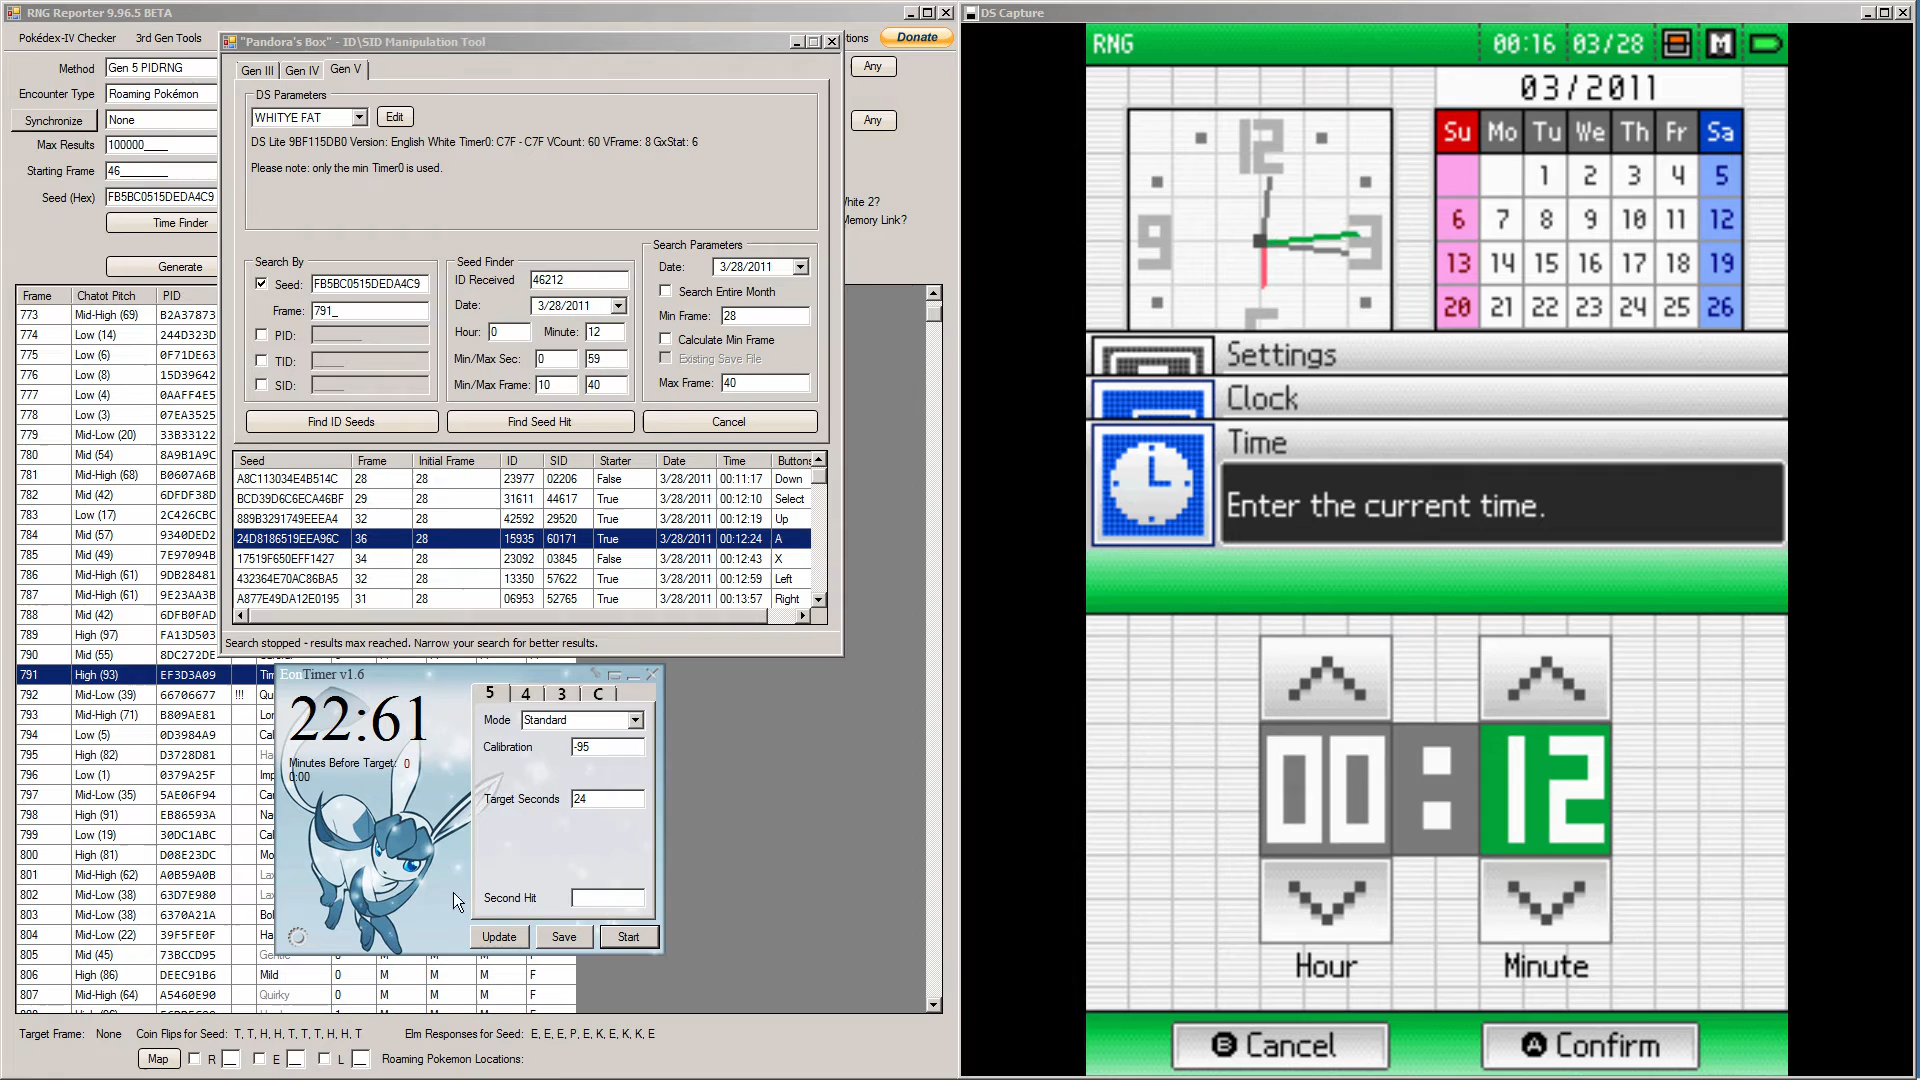 RNG Reporter 9.96.5 BETA
Pokédex-IV Checker 3rd Gen Tools
Donate
Method Gen 5 PIDRNG
Encounter Type Roaming Pokémon
Synchronize None
Max Results 100000____
Starting Frame 46________
Seed (Hex) FB5BC0515DEDA4C9
Time Finder
Generate
Any
Any
"Pandora's Box" - ID\SID Manipulation Tool
Gen III Gen IV Gen V
DS Parameters
WHITYE FAT Edit
DS Lite 9BF115DB0 Version: English White Timer0: C7F - C7F VCount: 60 VFrame: 8 GxStat: 6
Please note: only the min Timer0 is used.
Search By
Seed: FB5BC0515DEDA4C9
Frame: 791_
PID:
TID:
SID:
Find ID Seeds
Seed Finder
ID Received 46212
Date: 3/28/2011
Hour: 0 Minute: 12
Min/Max Sec: 0 59
Min/Max Frame: 10 40
Find Seed Hit
Search Parameters
Date: 3/28/2011
Search Entire Month
Min Frame: 28
Calculate Min Frame
Existing Save File
Max Frame: 40
Cancel
Seed Frame Initial Frame ID SID Starter Date Time Buttons
A8C113034E4B514C 28 28 23977 02206 False 3/28/2011 00:11:17 Down
BCD39D6C6ECA46BF 29 28 31611 44617 True 3/28/2011 00:12:10 Select
889B3291749EEEA4 32 28 42592 29520 True 3/28/2011 00:12:19 Up
24D8186519EEA96C 36 28 15935 60171 True 3/28/2011 00:12:24 A
17519F650EFF1427 34 28 23092 03845 False 3/28/2011 00:12:43 X
432364E70AC86BA5 32 28 13350 57622 True 3/28/2011 00:12:59 Left
A877E49DA12E0195 31 28 06953 52765 True 3/28/2011 00:13:57 Right
Search stopped - results max reached. Narrow your search for better results.
Frame Chatot Pitch PID
773 Mid-High (69) B2A37873
774 Low (14) 244D323D
775 Low (6) 0F71DE63
776 Low (8) 15D39642
777 Low (4) 0AAFF4E5
778 Low (3) 07EA3525
779 Mid-Low (20) 33B33122
780 Mid (54) 8A9B1A9C
781 Mid-High (68) B0607A6B
782 Mid (42) 6DFDF38D
783 Low (17) 2C426CBC
784 Mid (57) 9340DED2
785 Mid (49) 7E97094B
786 Mid-High (61) 9DB28481
787 Mid-High (61) 9E23AA3B
788 Mid (42) 6DFB0FAD
789 High (97) FA13D503
790 Mid (55) 8DC272DE
791 High (93) EF3D3A09
792 Mid-Low (39) 66706677 !!!
793 Mid-High (71) B809AE81
794 Low (5) 0D3984A9
795 High (82) D3728D81
796 Low (1) 0379A25F
797 Mid-Low (35) 5AE06F94
798 High (91) EB86593A
799 Low (19) 30DC1ABC
800 High (81) D08E23DC
801 Mid-High (62) A0B59A0B
802 Mid-Low (38) 63D7E980
803 Mid-Low (38) 6370A21A
804 Mid-Low (22) 39F5FE0F
805 Mid (45) 73BCCD95
806 High (86) DEEC91B6 Mild 0 M M M F
807 Mid-High (64) A5460E90 Quirky 0 M M M F
EonTimer v1.6
22:61
Minutes Before Target: 0
0:00
5 4 3 C
Mode Standard
Calibration -95
Target Seconds 24
Second Hit
Update Save Start
Target Frame: None Coin Flips for Seed: T, T, H, H, T, T, T, H, H, T Elm Responses for Seed: E, E, E, P, E, K, E, K, K, E
Map R E L Roaming Pokemon Locations:
DS Capture
RNG 00:16 03/28 M
03/2011
Su Mo Tu We Th Fr Sa
1 2 3 4 5
6 7 8 9 10 11 12
13 14 15 16 17 18 19
20 21 22 23 24 25 26
12
9 3
Settings
Clock
Time
Enter the current time.
00:12
Hour Minute
B Cancel A Confirm